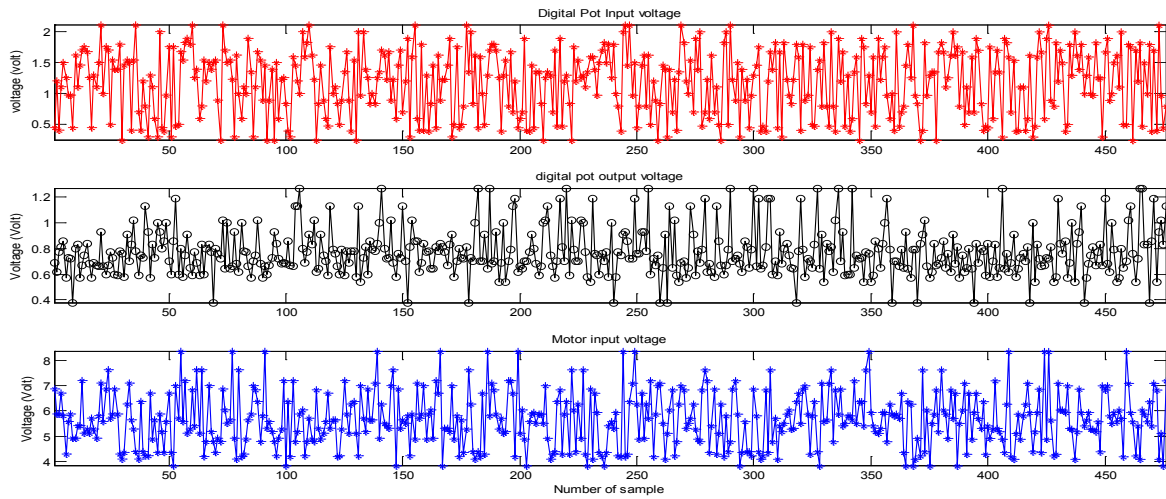 Digital Pot Input voltage
voltage (volt)
2
1.5
1
0.5
50 100 150 200 250 300 350 400 450
digital pot output voltage
Voltage (Volt)
1.2
1
0.8
0.6
0.4
50 100 150 200 250 300 350 400 450
Motor input voltage
Voltage (Volt)
8
7
6
5
4
50 100 150 200 250 300 350 400 450
Number of sample